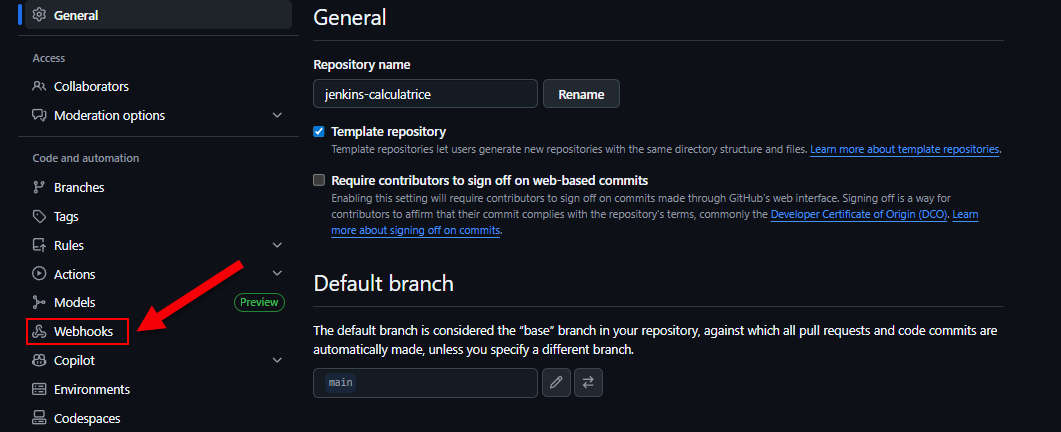 General
Access
Collaborators
Moderation options
Code and automation
Branches
Tags
Rules
Actions
Models Preview
Webhooks
Copilot
Environments
Codespaces
General
Repository name
jenkins-calculatrice Rename
Template repository
Template repositories let users generate new repositories with the same directory structure and files. Learn more about template repositories.
Require contributors to sign off on web-based commits
Enabling this setting will require contributors to sign off on commits made through GitHub's web interface. Signing off is a way for
contributors to affirm that their commit complies with the repository's terms, commonly the Developer Certificate of Origin (DCO). Learn
more about signing off on commits.
Default branch
The default branch is considered the “base” branch in your repository, against which all pull requests and code commits are
automatically made, unless you specify a different branch.
main